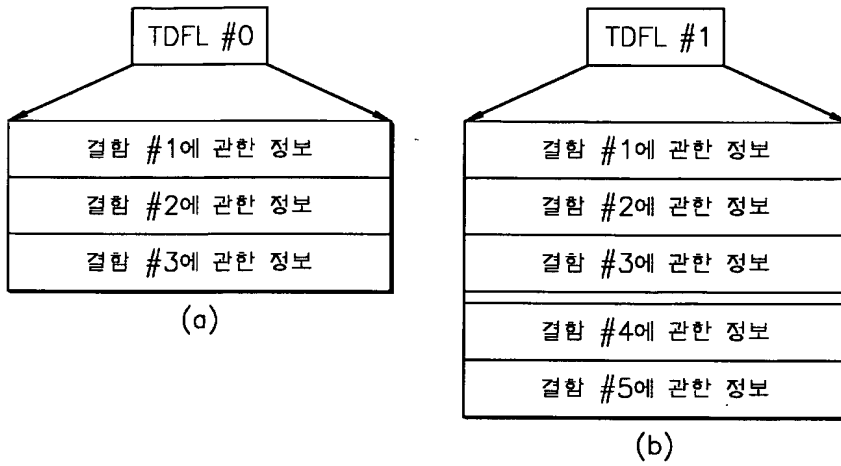 TDFL #0
결함 #1에 관한 정보
결함 #2에 관한 정보
결함 #3에 관한 정보
(a)
TDFL #1
결함 #1에 관한 정보
결함 #2에 관한 정보
결함 #3에 관한 정보
결함 #4에 관한 정보
결함 #5에 관한 정보
(b)